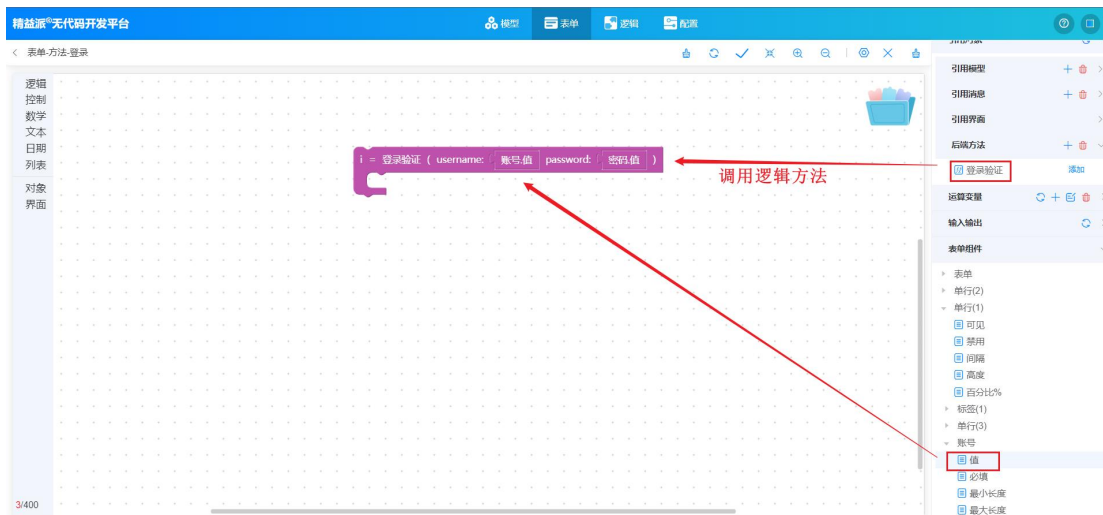 精益派®无代码开发平台 模型 表单 逻辑 配置
< 表单-方法-登录
引用模型
引用消息
引用界面
后端方法
登录验证 添加
运算变量
输入输出
表单组件
表单
单行(2)
单行(1)
可见
禁用
间隔
高度
百分比%
标签(1)
单行(3)
账号
值
必填
最小长度
最大长度
逻辑
控制
数学
文本
日期
列表
对象
界面
i = 登录验证 ( username: 账号.值 password: 密码.值 )
调用逻辑方法
3/400